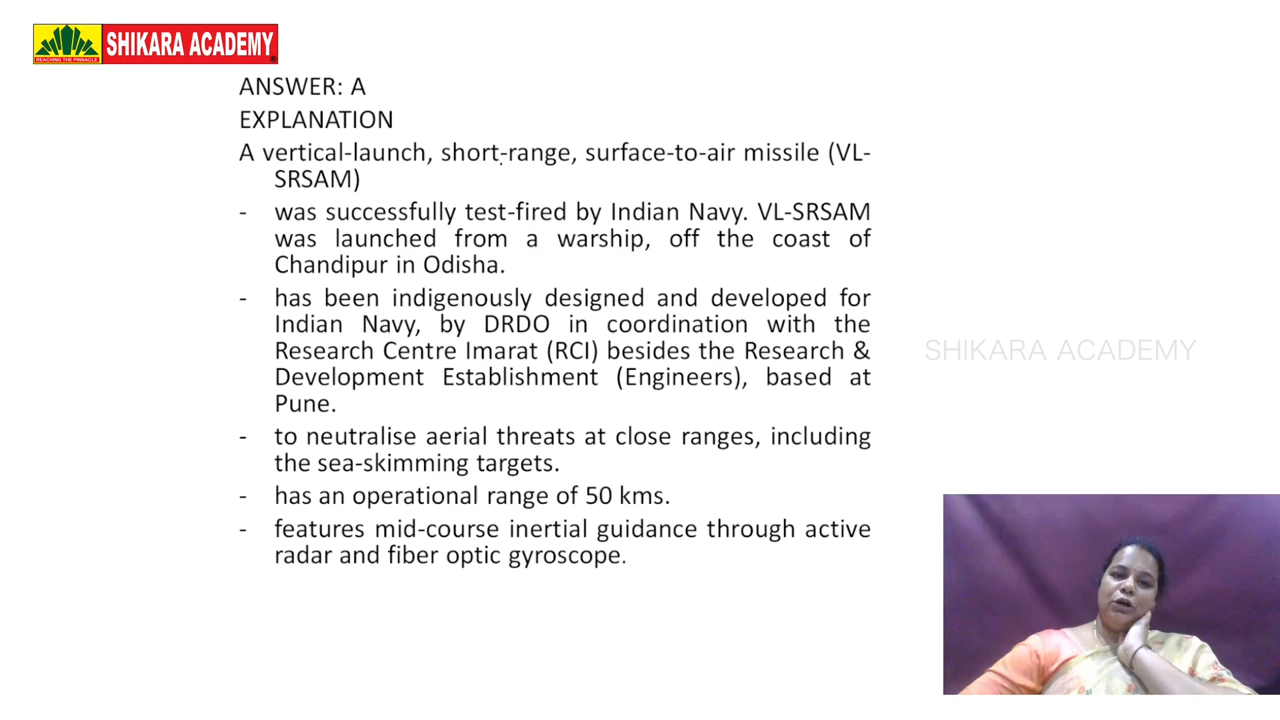 SHIKARA ACADEMY
REACHING THE PINNACLE
ANSWER: A
EXPLANATION
A vertical-launch, short-range, surface-to-air missile (VL-
SRSAM)
- was successfully test-fired by Indian Navy. VL-SRSAM
was launched from a warship, off the coast of
Chandipur in Odisha.
- has been indigenously designed and developed for
Indian Navy, by DRDO in coordination with the
Research Centre Imarat (RCI) besides the Research &
Development Establishment (Engineers), based at
Pune.
- to neutralise aerial threats at close ranges, including
the sea-skimming targets.
- has an operational range of 50 kms.
- features mid-course inertial guidance through active
radar and fiber optic gyroscope.
SHIKARA ACADEMY